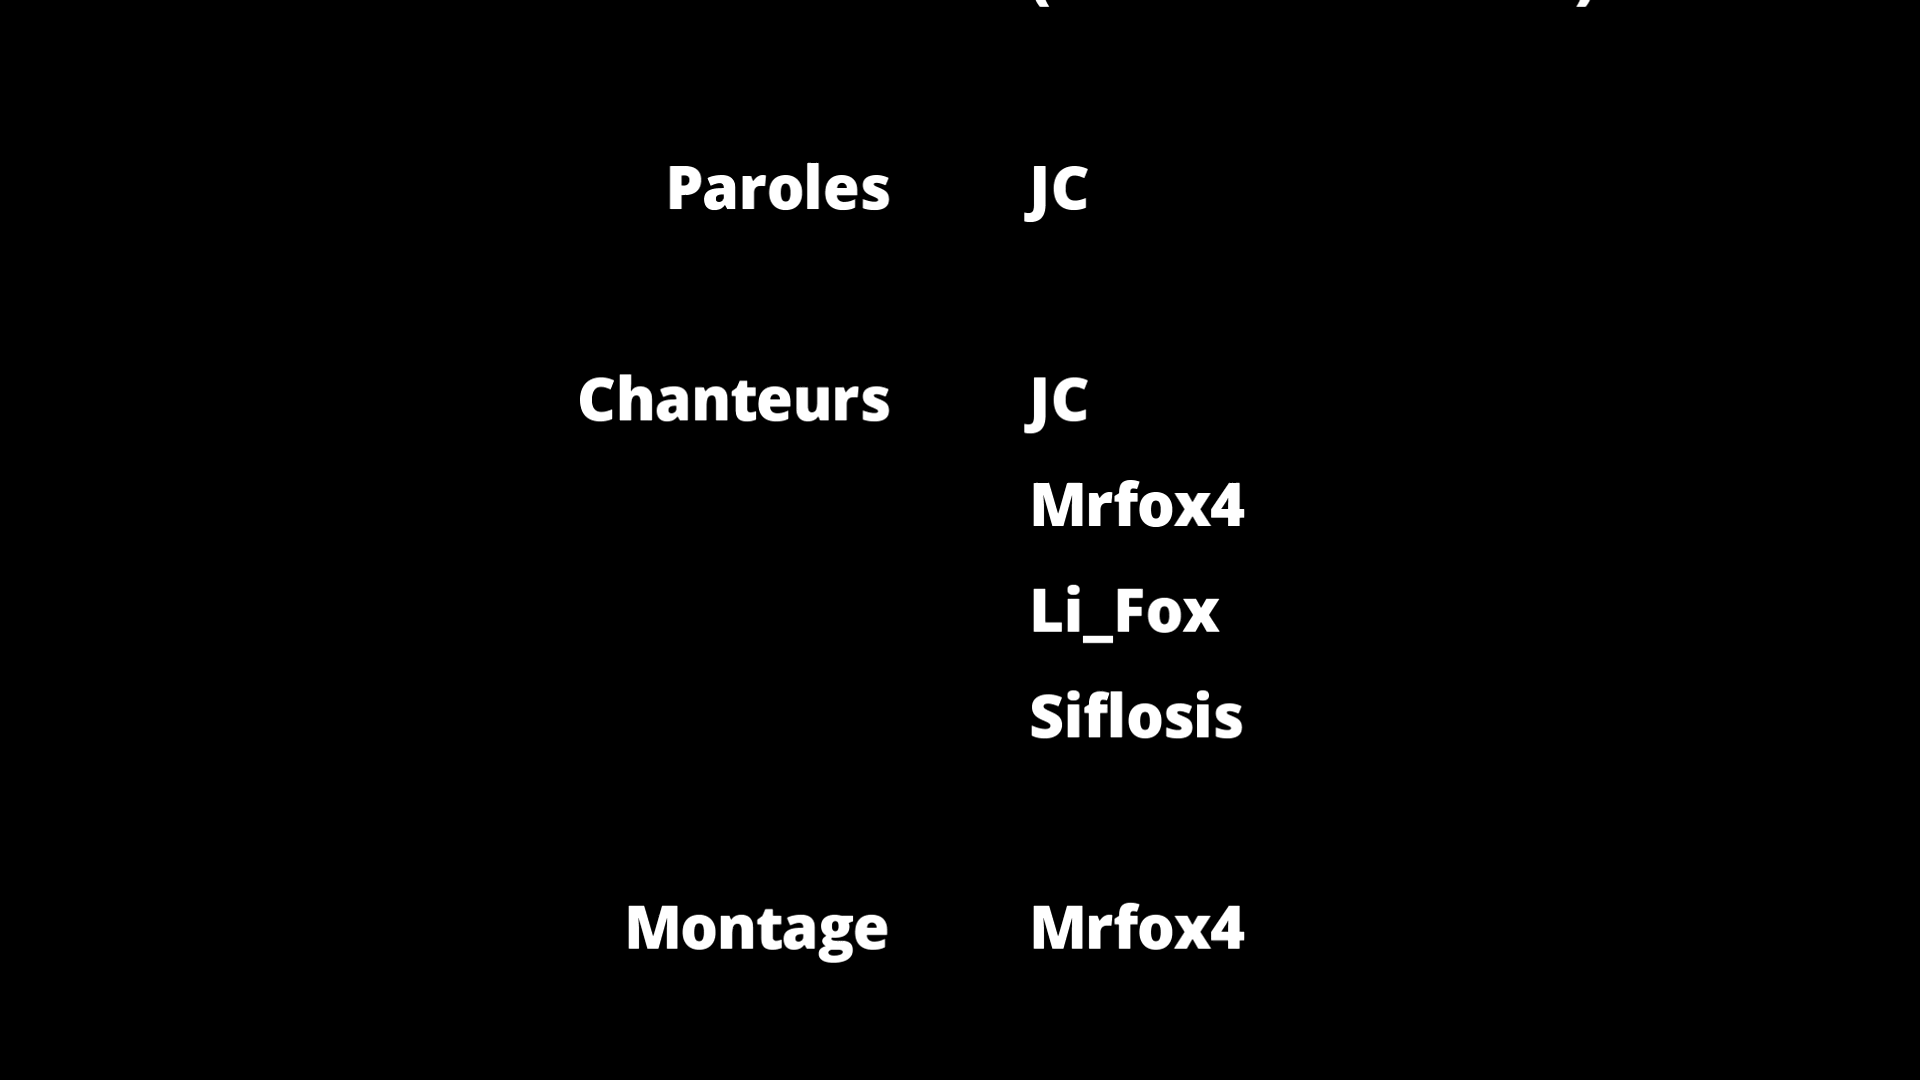 Paroles JC
Chanteurs JC
Mrfox4
Li_Fox
Siflosis
Montage Mrfox4